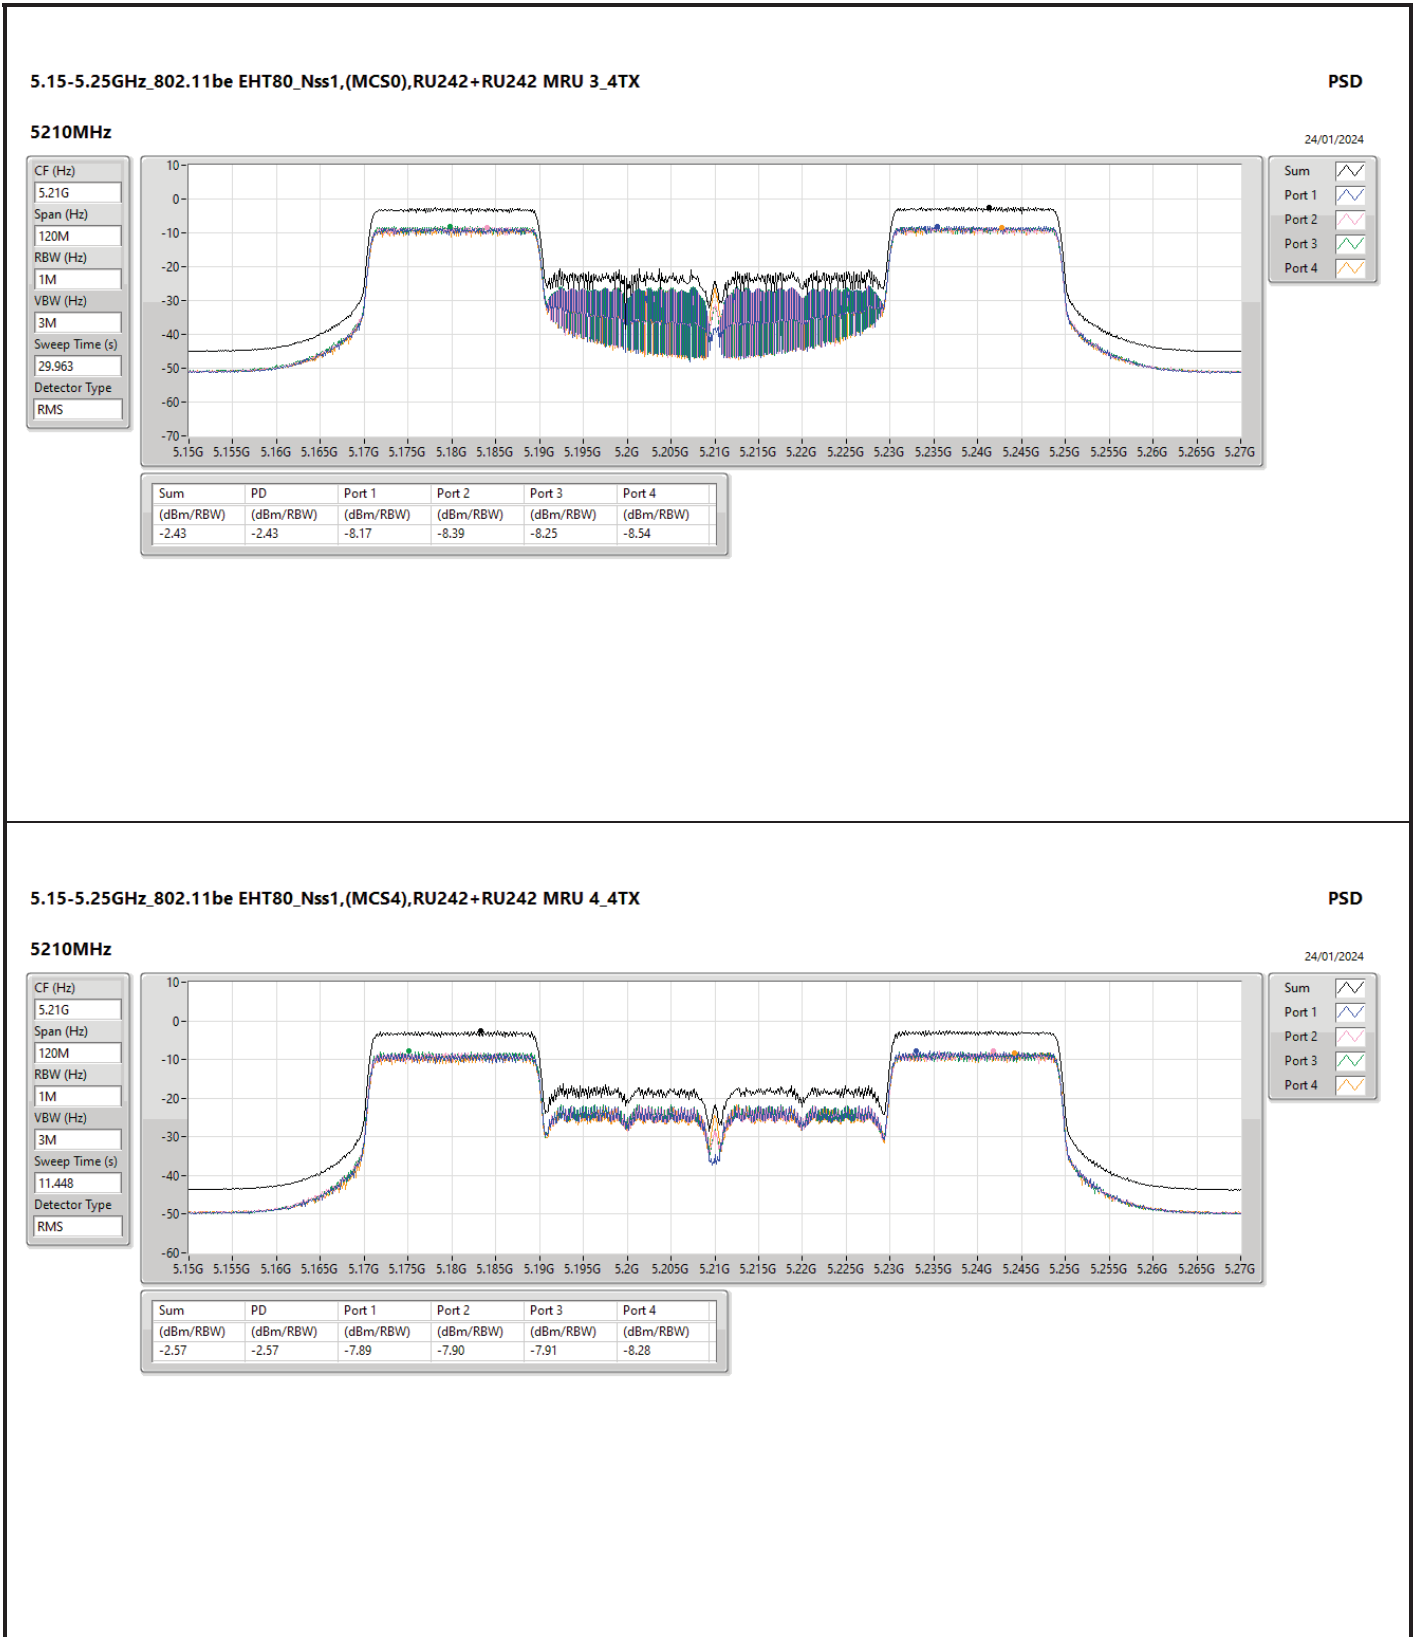 5.15-5.25GHz_802.11be EHT80_Nss1,(MCS0),RU242+RU242 MRU 3_4TX PSD
5210MHz
24/01/2024
CF (Hz)
5.21G
Span (Hz)
120M
RBW (Hz)
1M
VBW (Hz)
3M
Sweep Time (s)
29.963
Detector Type
RMS
10
0
-10
-20
-30
-40
-50
-60
-70
5.15G 5.155G 5.16G 5.165G 5.17G 5.175G 5.18G 5.185G 5.19G 5.195G 5.2G 5.205G 5.21G 5.215G 5.22G 5.225G 5.23G 5.235G 5.24G 5.245G 5.25G 5.255G 5.26G 5.265G 5.27G
Sum
Port 1
Port 2
Port 3
Port 4
Sum PD Port 1 Port 2 Port 3 Port 4
(dBm/RBW) (dBm/RBW) (dBm/RBW) (dBm/RBW) (dBm/RBW) (dBm/RBW)
-2.43 -2.43 -8.17 -8.39 -8.25 -8.54
5.15-5.25GHz_802.11be EHT80_Nss1,(MCS4),RU242+RU242 MRU 4_4TX PSD
5210MHz
24/01/2024
CF (Hz)
5.21G
Span (Hz)
120M
RBW (Hz)
1M
VBW (Hz)
3M
Sweep Time (s)
11.448
Detector Type
RMS
10
0
-10
-20
-30
-40
-50
-60
5.15G 5.155G 5.16G 5.165G 5.17G 5.175G 5.18G 5.185G 5.19G 5.195G 5.2G 5.205G 5.21G 5.215G 5.22G 5.225G 5.23G 5.235G 5.24G 5.245G 5.25G 5.255G 5.26G 5.265G 5.27G
Sum
Port 1
Port 2
Port 3
Port 4
Sum PD Port 1 Port 2 Port 3 Port 4
(dBm/RBW) (dBm/RBW) (dBm/RBW) (dBm/RBW) (dBm/RBW) (dBm/RBW)
-2.57 -2.57 -7.89 -7.90 -7.91 -8.28